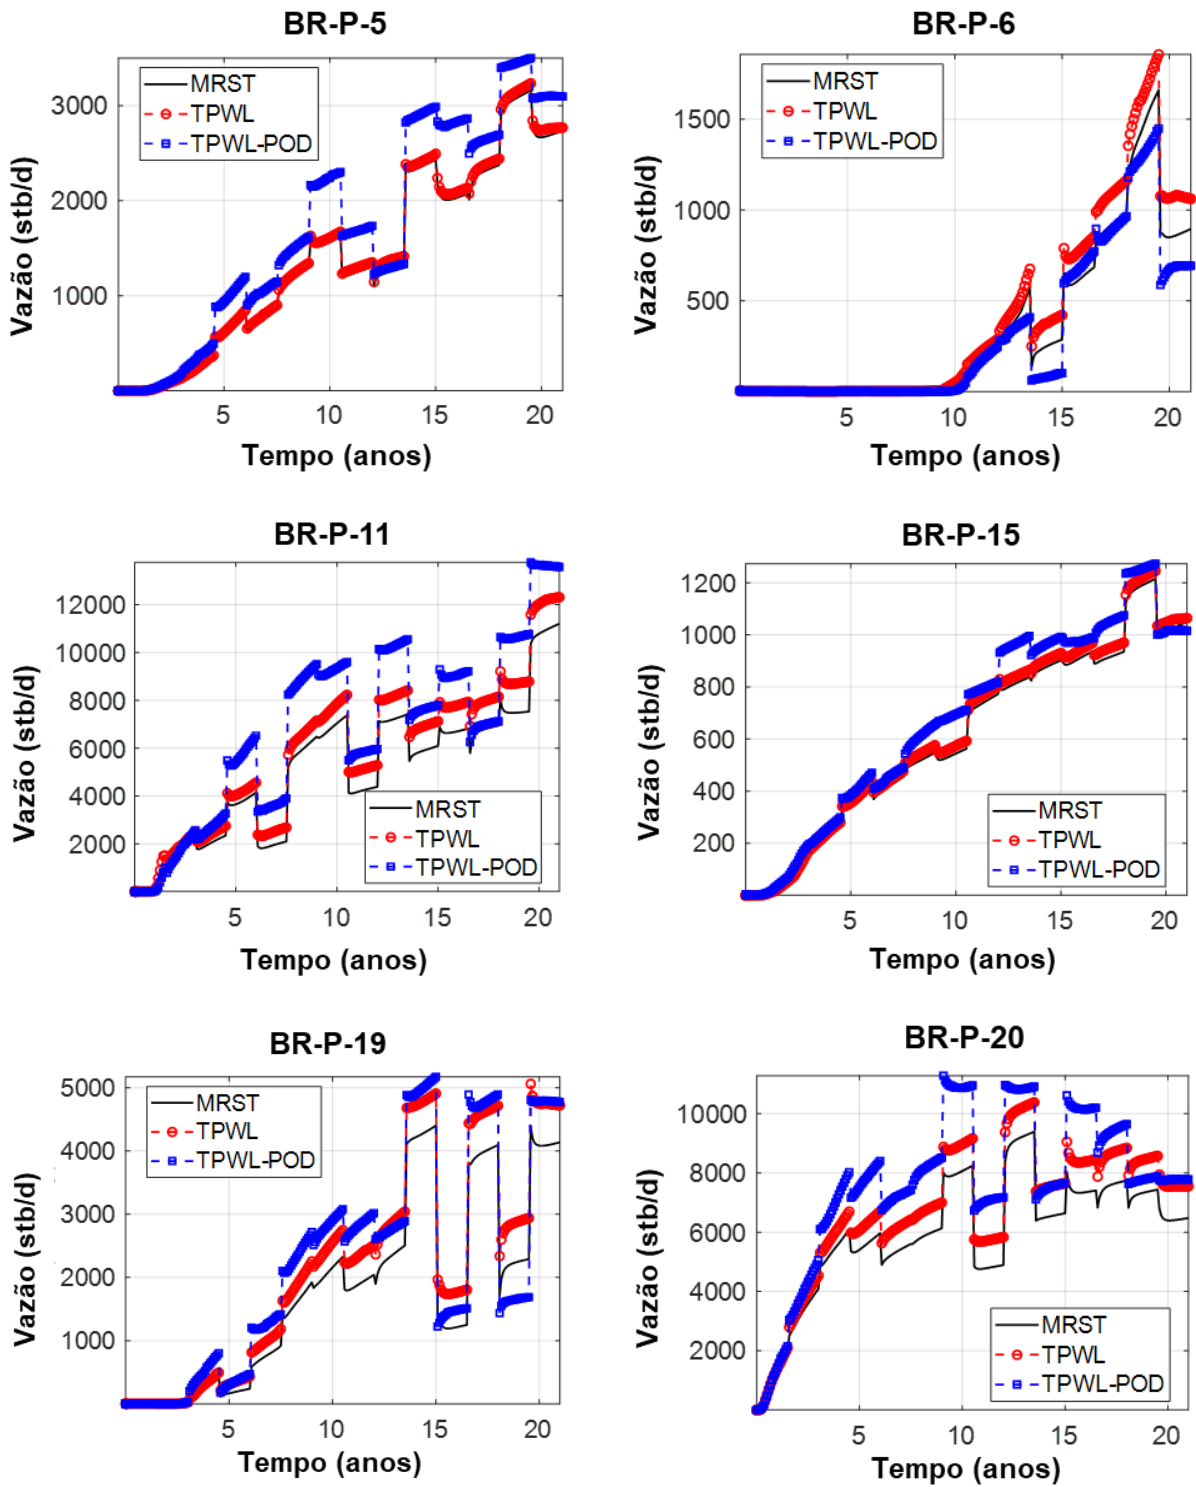 BR-P-5
Vazão (stb/d)
3000
2000
1000
MRST
TPWL
TPWL-POD
5
10
15
20
Tempo (anos)
BR-P-6
Vazão (stb/d)
1500
1000
500
MRST
TPWL
TPWL-POD
5
10
15
20
Tempo (anos)
BR-P-11
Vazão (stb/d)
12000
10000
8000
6000
4000
2000
MRST
TPWL
TPWL-POD
5
10
15
20
Tempo (anos)
BR-P-15
Vazão (stb/d)
1200
1000
800
600
400
200
MRST
TPWL
TPWL-POD
5
10
15
20
Tempo (anos)
BR-P-19
Vazão (stb/d)
5000
4000
3000
2000
1000
MRST
TPWL
TPWL-POD
5
10
15
20
Tempo (anos)
BR-P-20
Vazão (stb/d)
10000
8000
6000
4000
2000
MRST
TPWL
TPWL-POD
5
10
15
20
Tempo (anos)